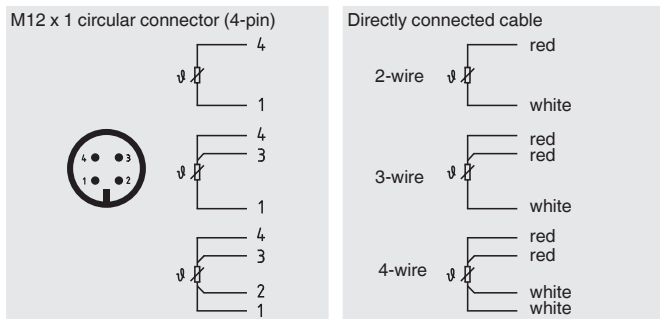 M12 x 1 circular connector (4-pin)
4
ϑ
1
4
3
ϑ
1
4 3
1 2
4
3
ϑ
2
1
Directly connected cable
red
2-wire ϑ
white
red
red
3-wire ϑ
white
red
red
4-wire ϑ
white
white